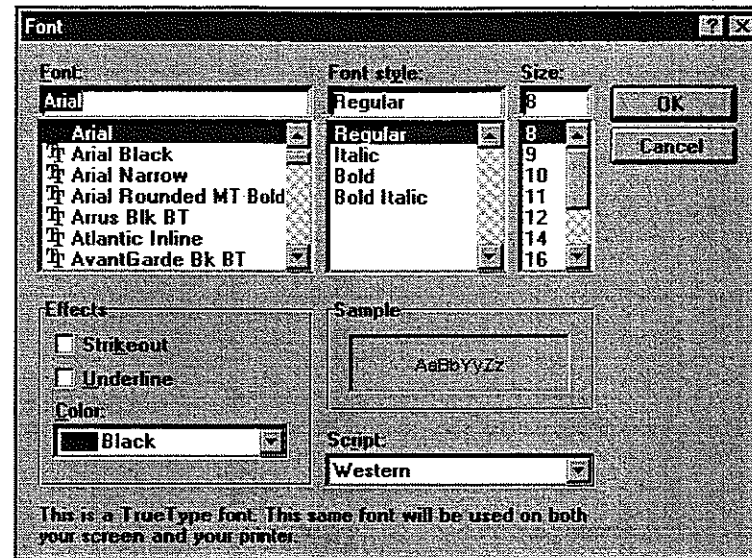 Font
Font: Font style: Size:
Arial Regular 8 OK
Arial Regular 8 Cancel
Arial Black Italic 9
Arial Narrow Bold 10
Arial Rounded MT Bold Bold Italic 11
Arrus Blk BT 12
Atlantic Inline 14
AvantGarde Bk BT 16
Effects Sample
Strikeout
AaBbYyZz
Underline
Color:
Black
Script:
Western
This is a TrueType font. This same font will be used on both
your screen and your printer.